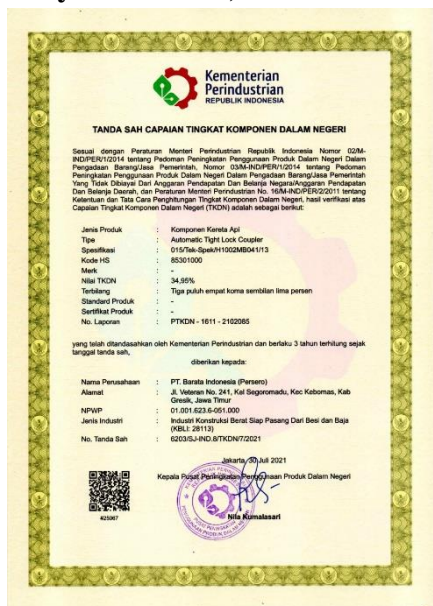 Kementerian
Perindustrian
REPUBLIK INDONESIA
TANDA SAH CAPAIAN TINGKAT KOMPONEN DALAM NEGERI
Sesuai dengan Peraturan Menteri Perindustrian Republik Indonesia Nomor 02/M-
IND/PER/1/2014 tentang Pedoman Peningkatan Penggunaan Produk Dalam Negeri Dalam
Pengadaan Barang/Jasa Pemerintah, Nomor 03/M-IND/PER/1/2014 tentang Pedoman
Peningkatan Penggunaan Produk Dalam Negeri Dalam Pengadaan Barang/Jasa Pemerintah
Yang Tidak Dibiayai Dari Anggaran Pendapatan Dan Belanja Negara/Anggaran Pendapatan
Dan Belanja Daerah, dan Peraturan Menteri Perindustrian No. 16/M-IND/PER/2/2011 tentang
Ketentuan dan Tata Cara Penghitungan Tingkat Komponen Dalam Negeri, hasil verifikasi atas
Capaian Tingkat Komponen Dalam Negeri (TKDN) adalah sebagai berikut:
Jenis Produk : Komponen Kereta Api
Tipe : Automatic Tight Lock Coupler
Spesifikasi : 015/Tek-Spek/H1002MB041/13
Kode HS : 85301000
Merk : -
Nilai TKDN : 34,95%
Terbilang : Tiga puluh empat koma sembilan lima persen
Standard Produk : -
Sertifikat Produk : -
No. Laporan : PTKDN - 1611 - 2102085
yang telah ditandasahkan oleh Kementerian Perindustrian dan berlaku 3 tahun terhitung sejak
tanggal tanda sah,
diberikan kepada:
Nama Perusahaan : PT. Barata Indonesia (Persero)
Alamat : Jl. Veteran No. 241, Kel Segoromadu, Kec Kebomas, Kab
Gresik, Jawa Timur
NPWP : 01.001.623.6-051.000
Jenis Industri : Industri Konstruksi Berat Siap Pasang Dari Besi dan Baja
(KBLI: 28113)
No. Tanda Sah : 6203/SJ-IND.8/TKDN/7/2021
Jakarta, 30 Juli 2021
Kepala Pusat Peningkatan Penggunaan Produk Dalam Negeri
Nila Kumalasari
425067